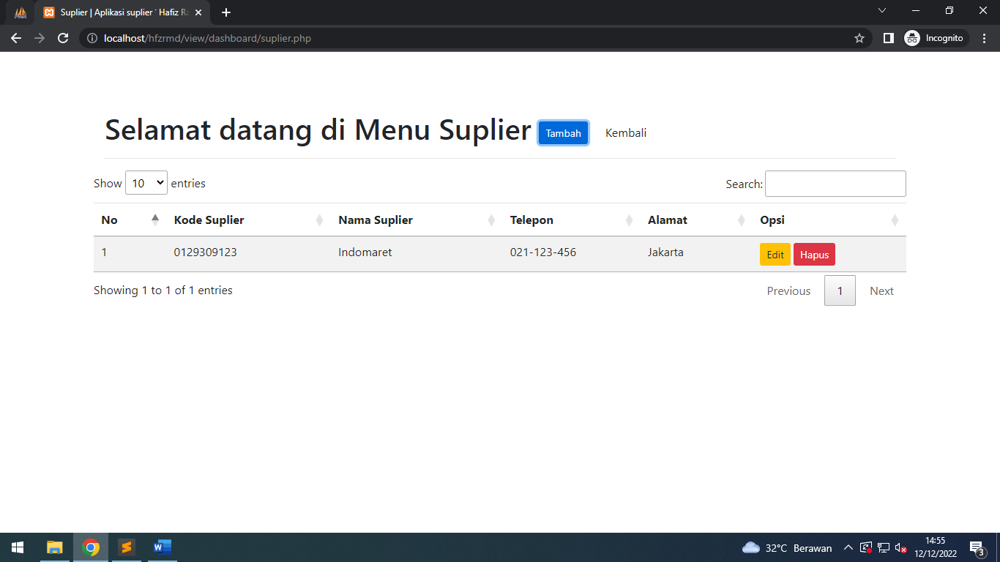 Suplier | Aplikasi suplier ` Hafiz Ra
localhost/hfzrmd/view/dashboard/suplier.php
Incognito
Selamat datang di Menu Suplier Tambah Kembali
Show 10 entries Search:
No Kode Suplier Nama Suplier Telepon Alamat Opsi
1 0129309123 Indomaret 021-123-456 Jakarta Edit Hapus
Showing 1 to 1 of 1 entries Previous 1 Next
32°C Berawan
14:55
12/12/2022
3